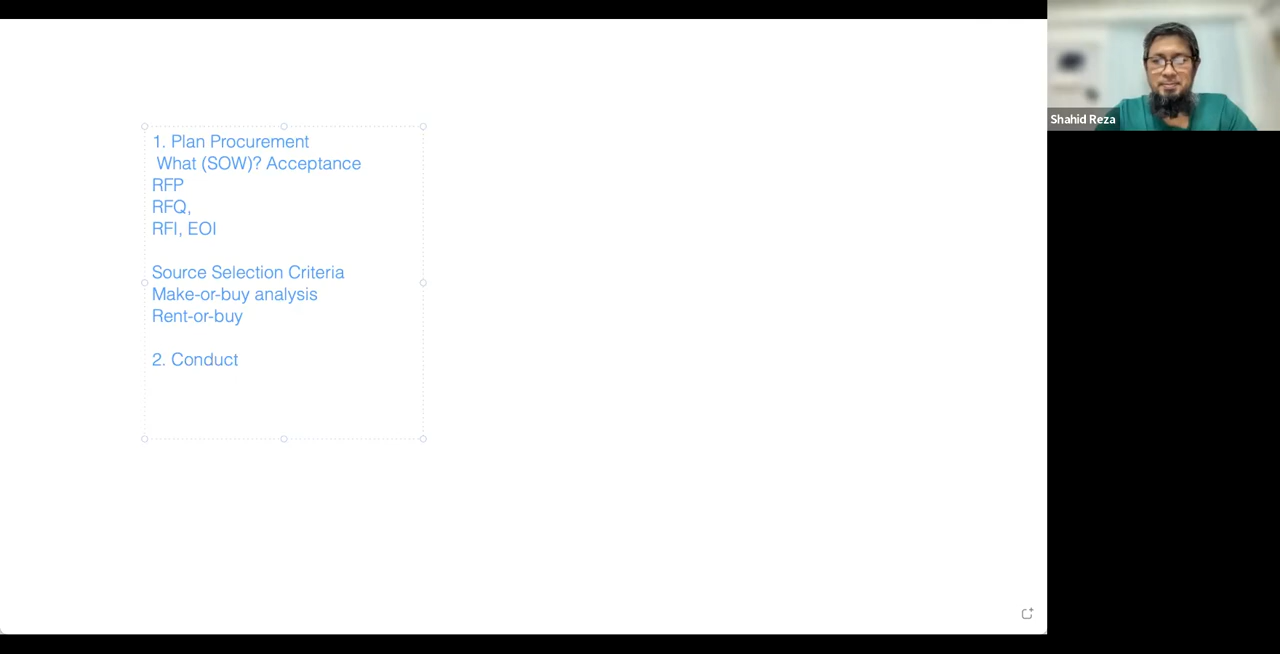 1. Plan Procurement
What (SOW)? Acceptance
RFP
RFQ,
RFI, EOI
Source Selection Criteria
Make-or-buy analysis
Rent-or-buy
2. Conduct
Shahid Reza